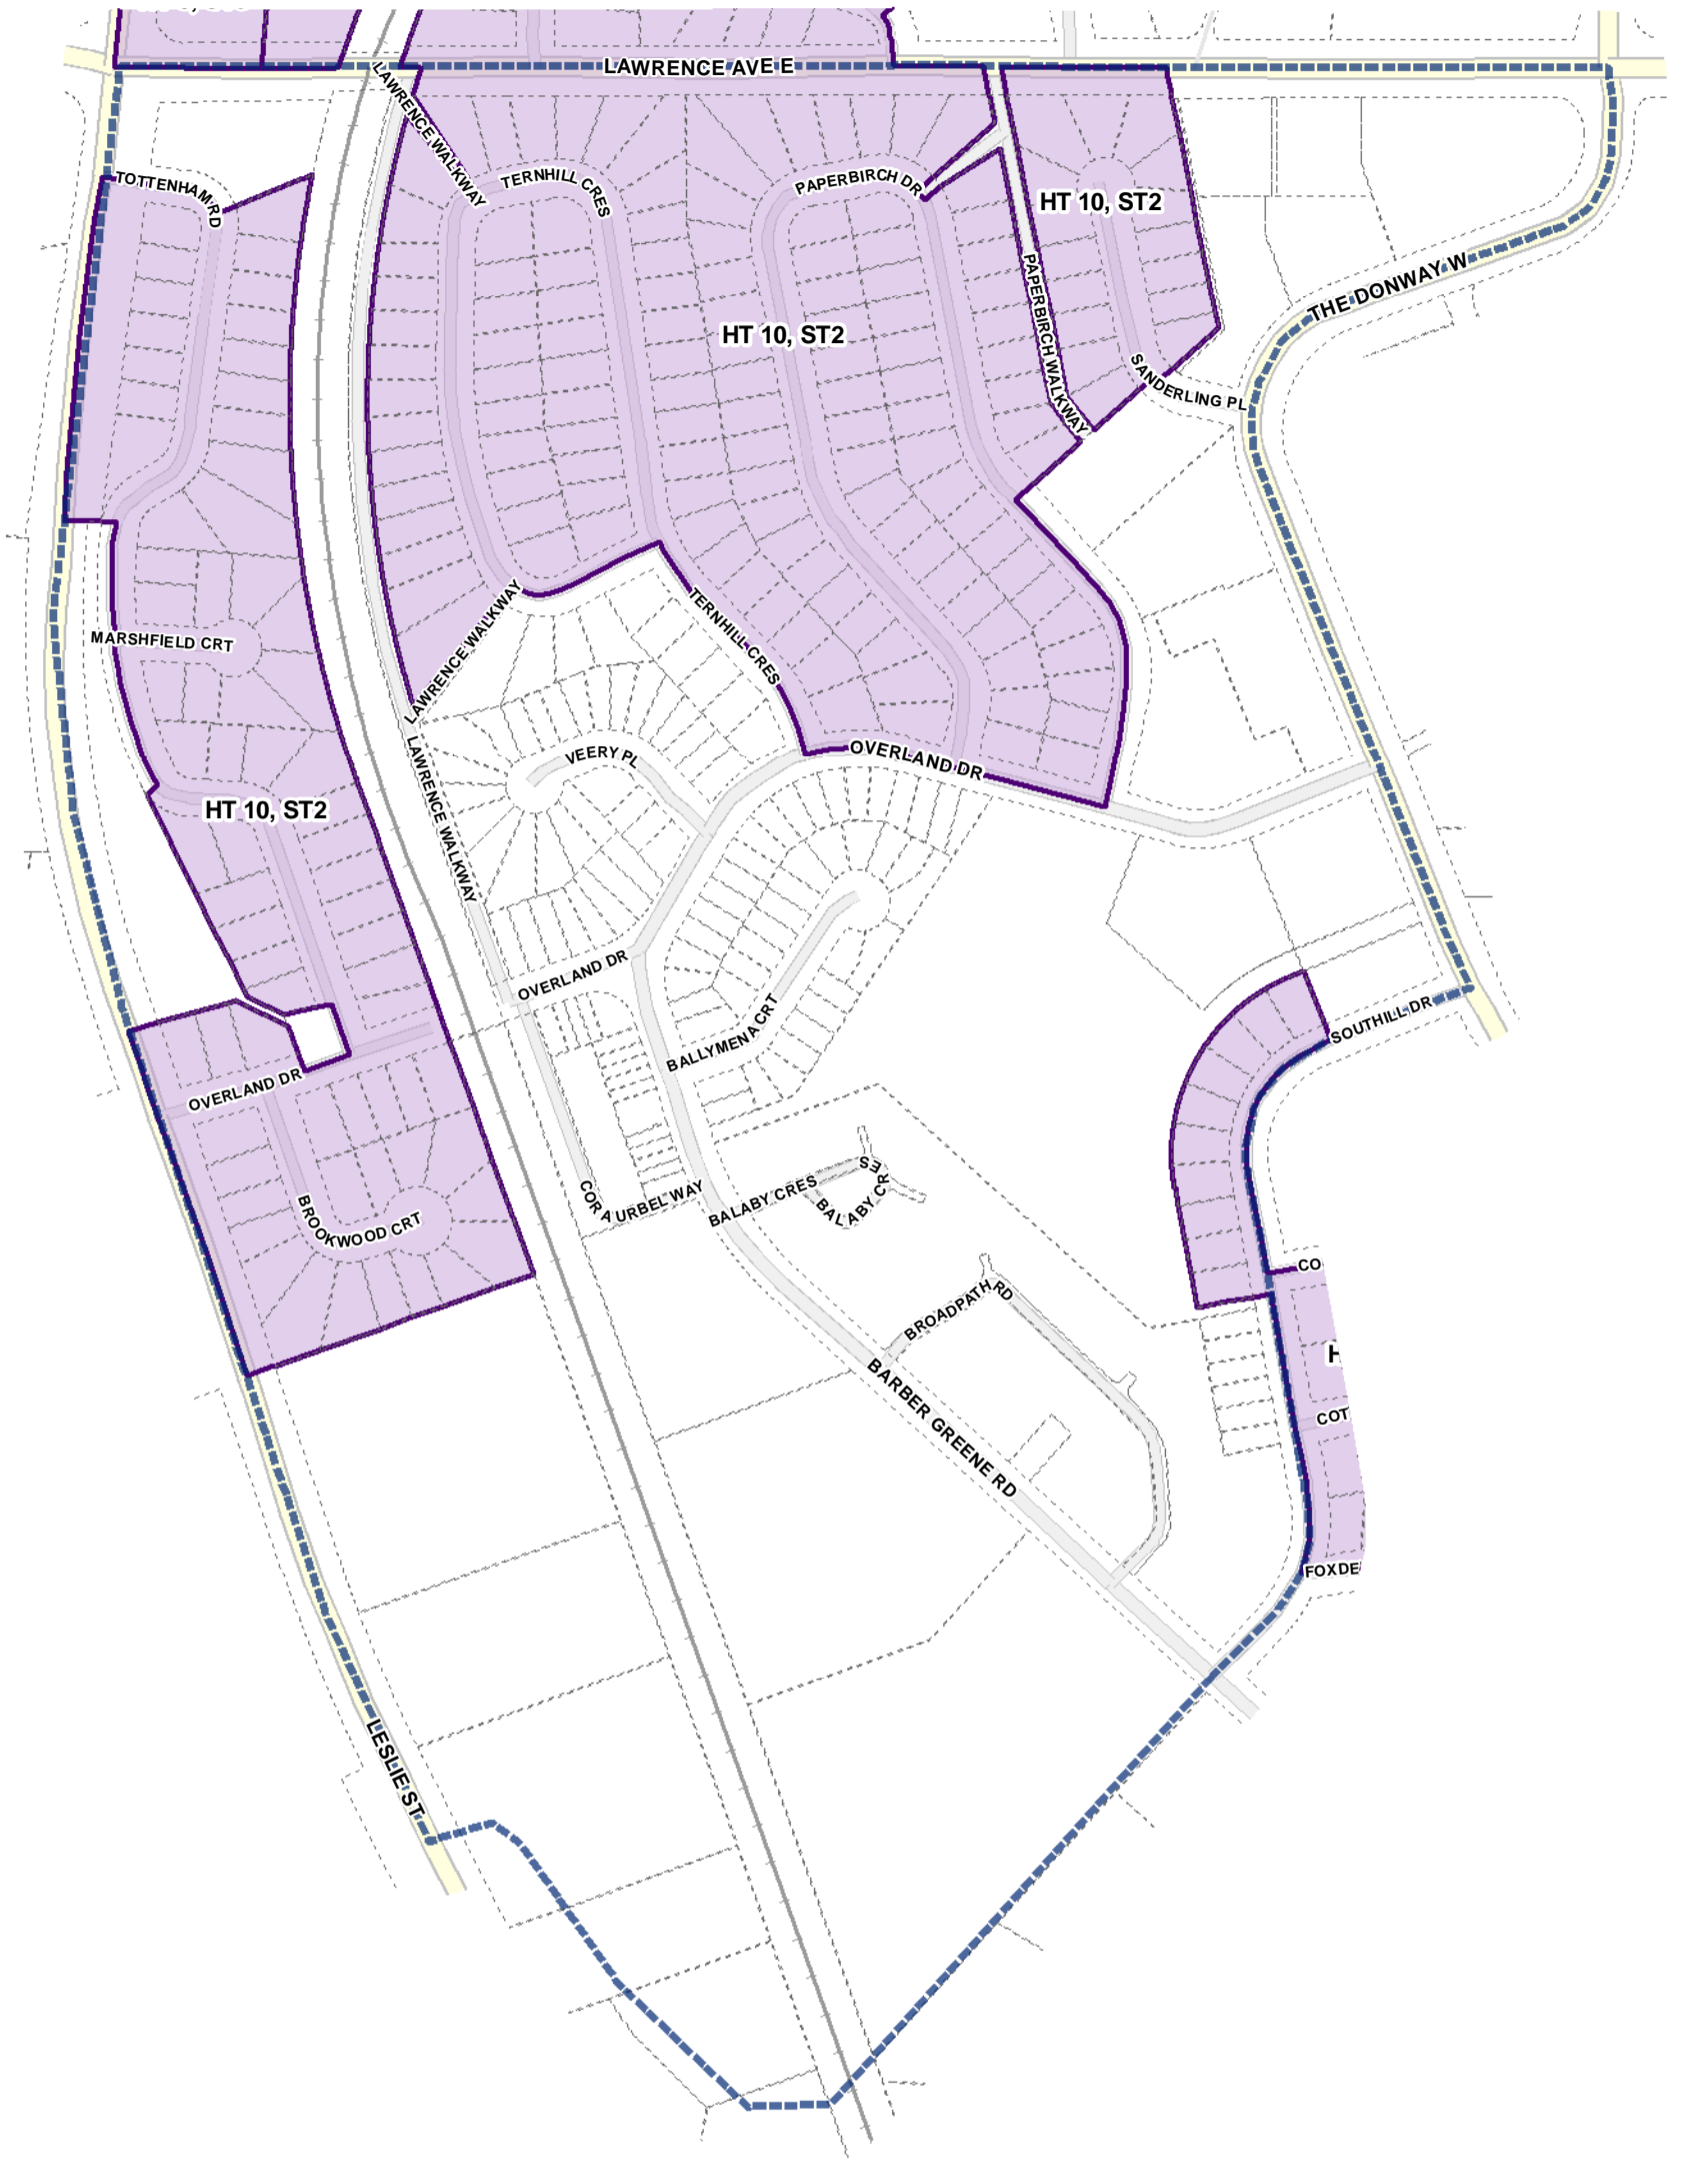 LAWRENCE AVE E
LAWRENCE WALKWAY
TOTTENHAM RD
TERNHILL CRES
PAPERBIRCH DR
HT 10, ST2
THE DONWAY W
PAPERBIRCH WALKWAY
HT 10, ST2
SANDERLING PL
LAWRENCE WALKWAY
TERNHILL CRES
MARSHFIELD CRT
VEERY PL
OVERLAND DR
HT 10, ST2
LAWRENCE WALKWAY
OVERLAND DR
SOUTHILL DR
BALLYMENA CRT
OVERLAND DR
BALABY CRES
BALABY CRES
CORA URBEL WAY
BROOKWOOD CRT
CO
BROADPATH RD
H
COT
BARBER GREENE RD
FOXDE
LESLIE ST